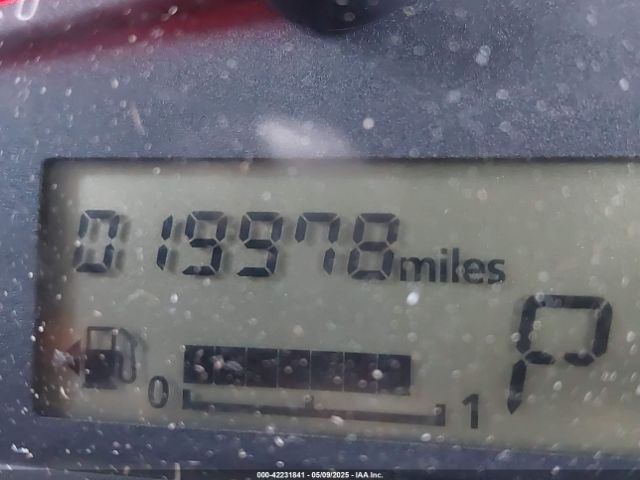 019978 miles
P
0 1
000-42231841 - 05/09/2025 - IAA Inc.